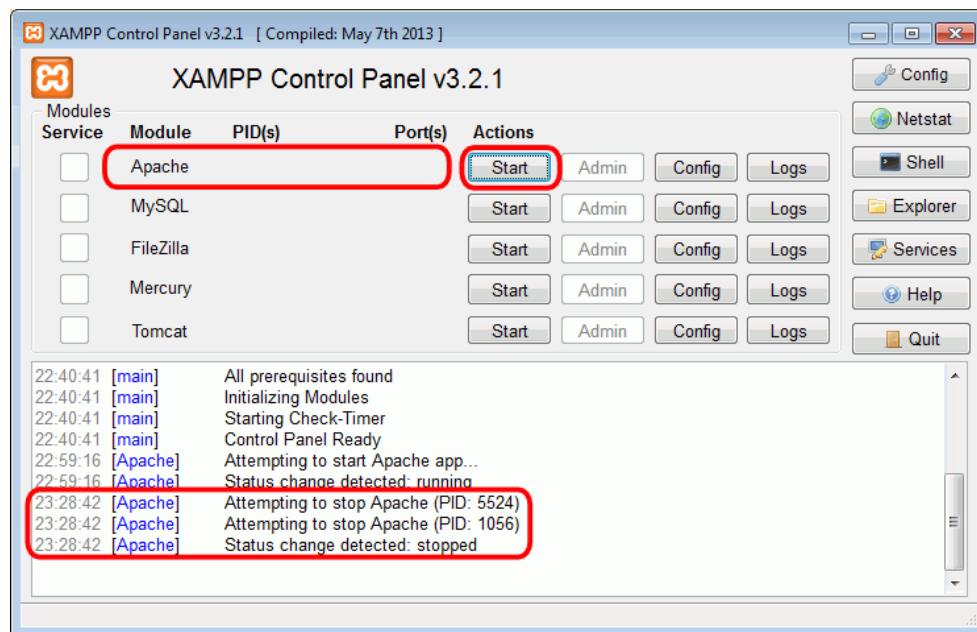 XAMPP Control Panel v3.2.1 [ Compiled: May 7th 2013 ]
XAMPP Control Panel v3.2.1
Config
Modules
Service Module PID(s) Port(s) Actions
Netstat
Apache Start Admin Config Logs
Shell
MySQL Start Admin Config Logs
Explorer
FileZilla Start Admin Config Logs
Services
Mercury Start Admin Config Logs
Help
Tomcat Start Admin Config Logs
Quit
22:40:41 [main] All prerequisites found
22:40:41 [main] Initializing Modules
22:40:41 [main] Starting Check-Timer
22:40:41 [main] Control Panel Ready
22:59:16 [Apache] Attempting to start Apache app...
22:59:16 [Apache] Status change detected: running
23:28:42 [Apache] Attempting to stop Apache (PID: 5524)
23:28:42 [Apache] Attempting to stop Apache (PID: 1056)
23:28:42 [Apache] Status change detected: stopped